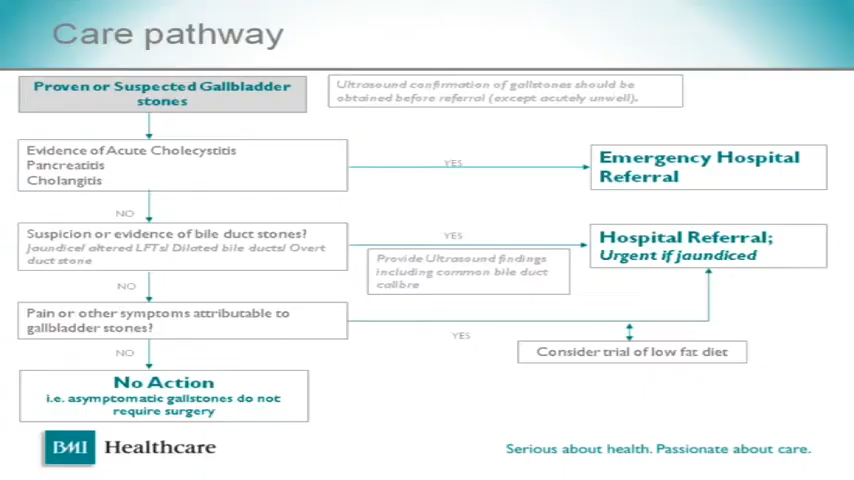 Care pathway
Proven or Suspected Gallbladder
stones
Ultrasound confirmation of gallstones should be
obtained before referral (except acutely unwell).
Evidence of Acute Cholecystitis
Pancreatitis
Cholangitis
YES
Emergency Hospital
Referral
NO
Suspicion or evidence of bile duct stones?
Jaundice/ altered LFTs/ Dilated bile ducts/ Overt
duct stone
YES
Hospital Referral;
Urgent if jaundiced
Provide Ultrasound findings
including common bile duct
calibre
NO
Pain or other symptoms attributable to
gallbladder stones?
YES
Consider trial of low fat diet
NO
No Action
i.e. asymptomatic gallstones do not
require surgery
BMI Healthcare
Serious about health. Passionate about care.